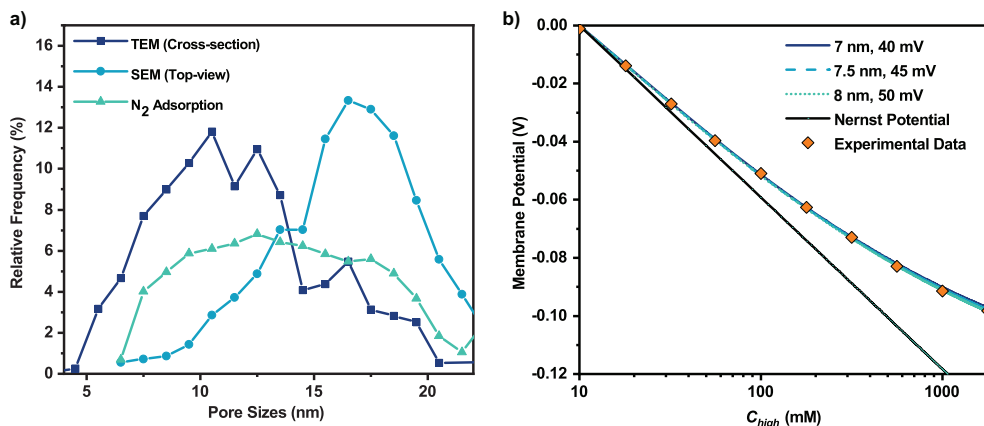 a)
TEM (Cross-section)
SEM (Top-view)
N2 Adsorption
Relative Frequency (%)
16
14
12
10
8
6
4
2
0
5
10
15
20
Pore Sizes (nm)
b)
7 nm, 40 mV
7.5 nm, 45 mV
8 nm, 50 mV
Nernst Potential
Experimental Data
Membrane Potential (V)
0.00
-0.02
-0.04
-0.06
-0.08
-0.10
-0.12
10
100
1000
Chigh (mM)